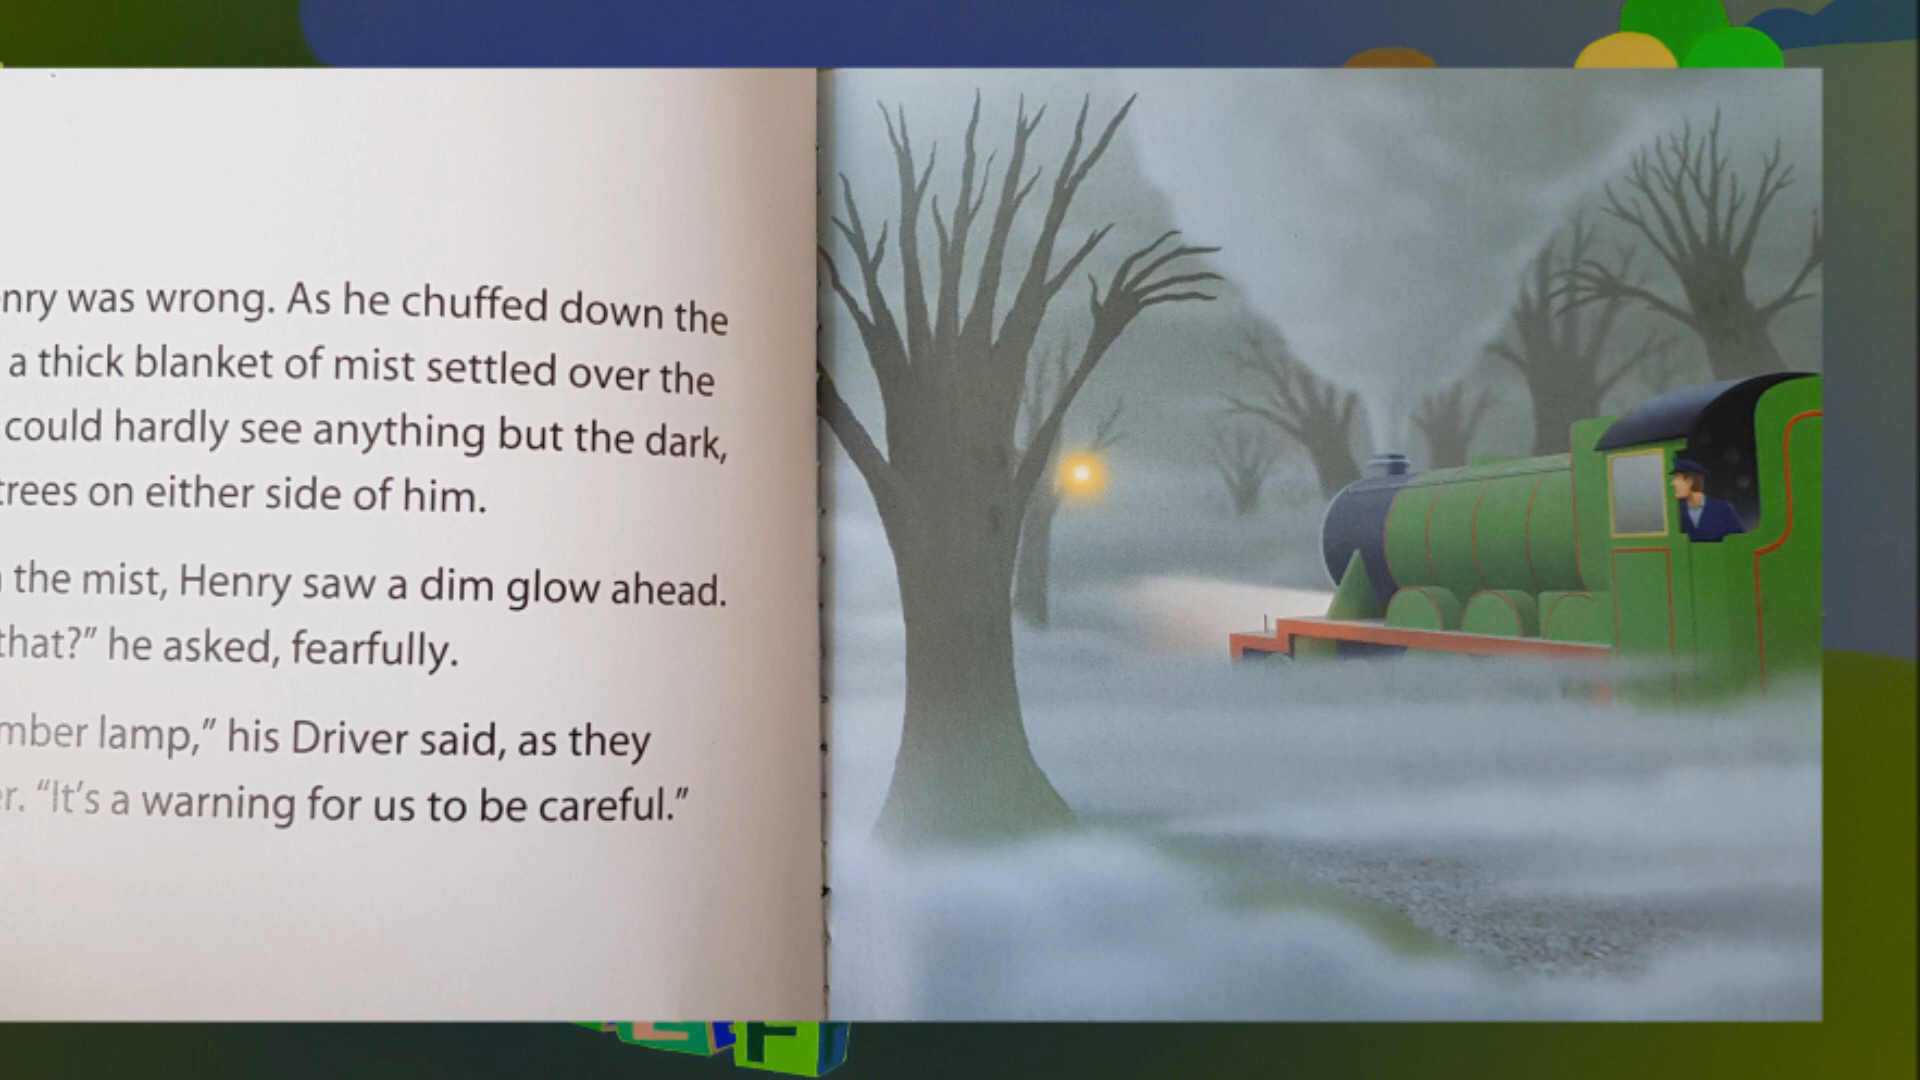 nry was wrong. As he chuffed down the
a thick blanket of mist settled over the
could hardly see anything but the dark,
trees on either side of him.
the mist, Henry saw a dim glow ahead.
that?” he asked, fearfully.
mber lamp,” his Driver said, as they
r. “It’s a warning for us to be careful.”